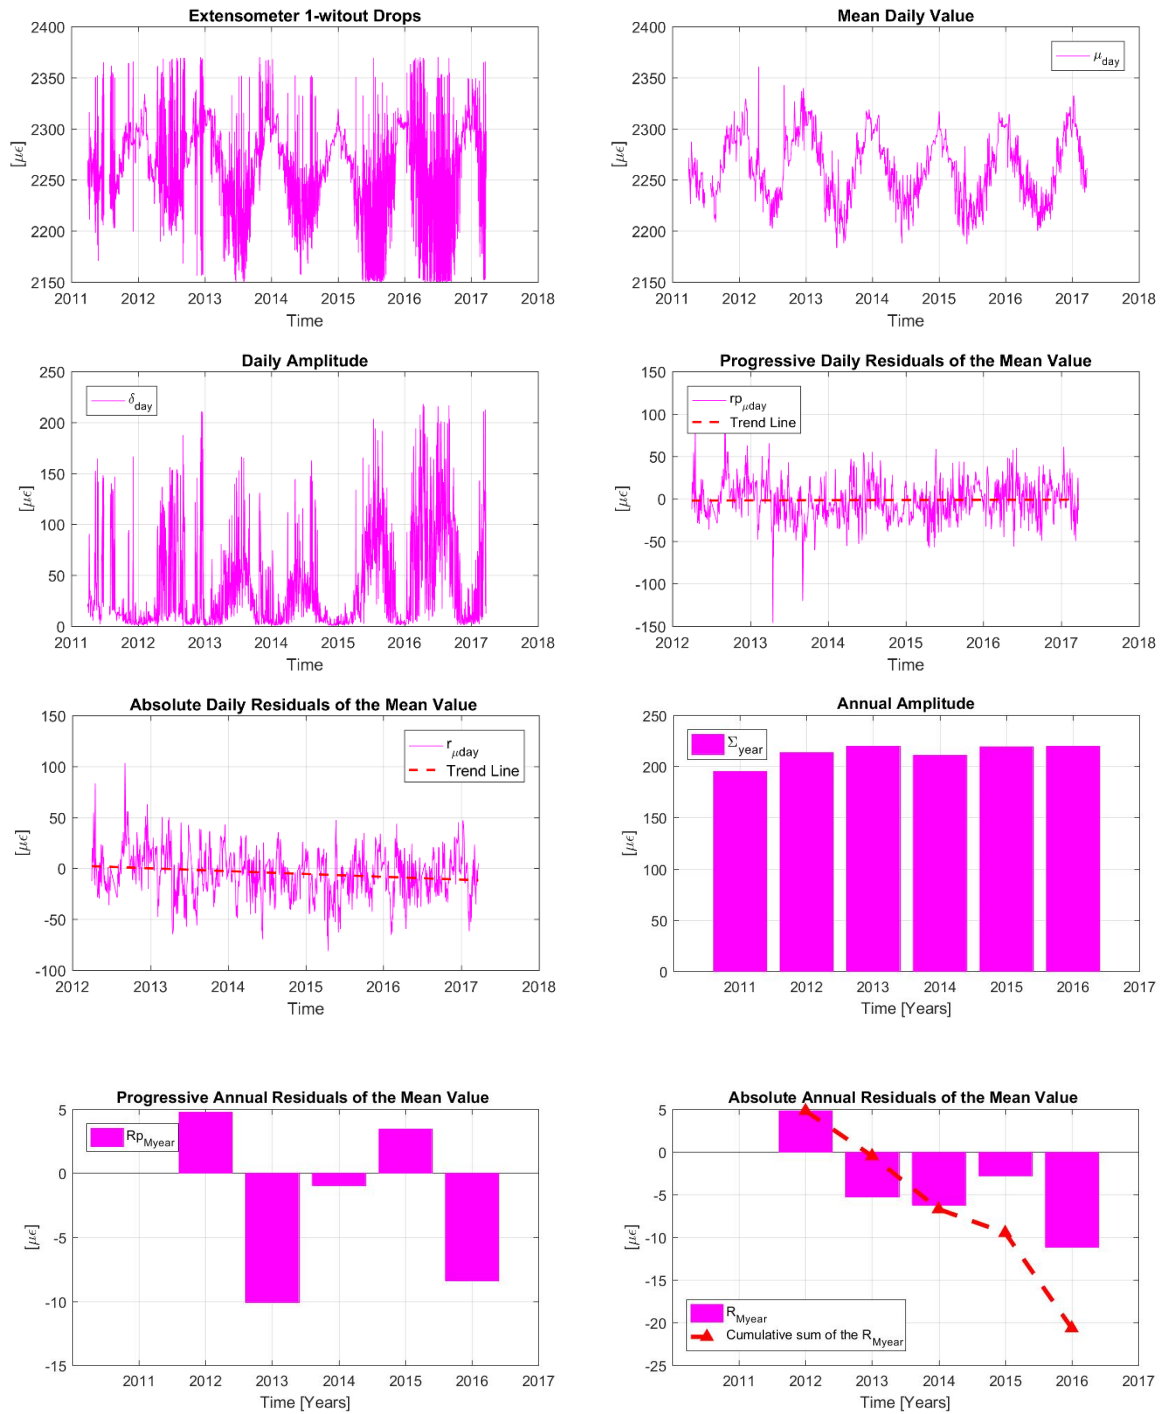 Extensometer 1-witout Drops
2400
2350
2300
2250
2200
2150
[με]
2011 2012 2013 2014 2015 2016 2017 2018
Time
Mean Daily Value
μday
2400
2350
2300
2250
2200
2150
[με]
2011 2012 2013 2014 2015 2016 2017 2018
Time
Daily Amplitude
δday
250
200
150
100
50
0
[με]
2011 2012 2013 2014 2015 2016 2017 2018
Time
Progressive Daily Residuals of the Mean Value
rpμday
Trend Line
150
100
50
0
-50
-100
-150
[με]
2012 2013 2014 2015 2016 2017 2018
Time
Absolute Daily Residuals of the Mean Value
rμday
Trend Line
150
100
50
0
-50
-100
[με]
2012 2013 2014 2015 2016 2017 2018
Time
Annual Amplitude
Σyear
250
200
150
100
50
0
[με]
2011 2012 2013 2014 2015 2016 2017
Time [Years]
Progressive Annual Residuals of the Mean Value
RpMyear
5
0
-5
-10
-15
[με]
2011 2012 2013 2014 2015 2016 2017
Time [Years]
Absolute Annual Residuals of the Mean Value
5
0
-5
-10
-15
-20
-25
[με]
RMyear
Cumulative sum of the RMyear
2011 2012 2013 2014 2015 2016 2017
Time [Years]